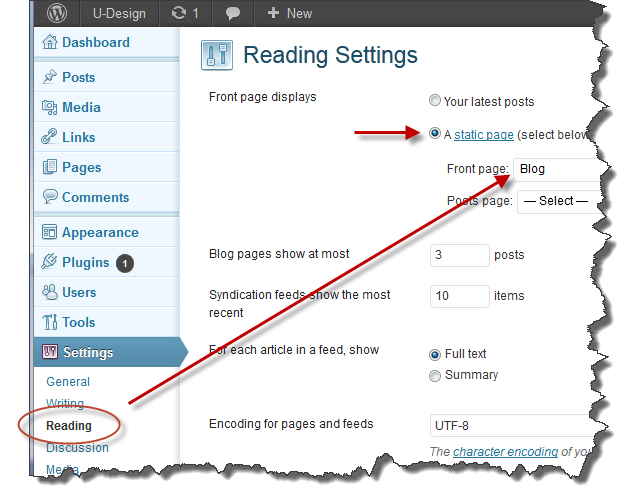 U-Design 1 + New
Dashboard
Posts
Media
Links
Pages
Comments
Appearance
Plugins 1
Users
Tools
Settings
General
Writing
Reading
Discussion
Media
Reading Settings
Front page displays
Your latest posts
A static page (select below
Front page: Blog
Posts page: — Select —
Blog pages show at most
3 posts
Syndication feeds show the most
recent
10 items
For each article in a feed, show
Full text
Summary
Encoding for pages and feeds
UTF-8
The character encoding of yo